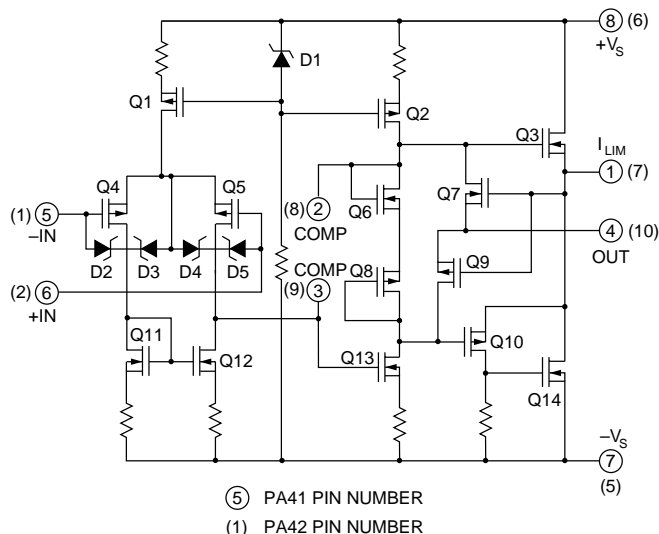 8 (6)
+VS
D1
Q1
Q2
Q3
ILIM
1 (7)
Q4
Q5
Q7
(1) 5
–IN
(8) 2
COMP
Q6
4 (10)
OUT
D2
D3
D4
D5
COMP
(9) 3
Q8
Q9
(2) 6
+IN
Q11
Q12
Q13
Q10
Q14
–VS
7
(5)
5 PA41 PIN NUMBER
(1) PA42 PIN NUMBER